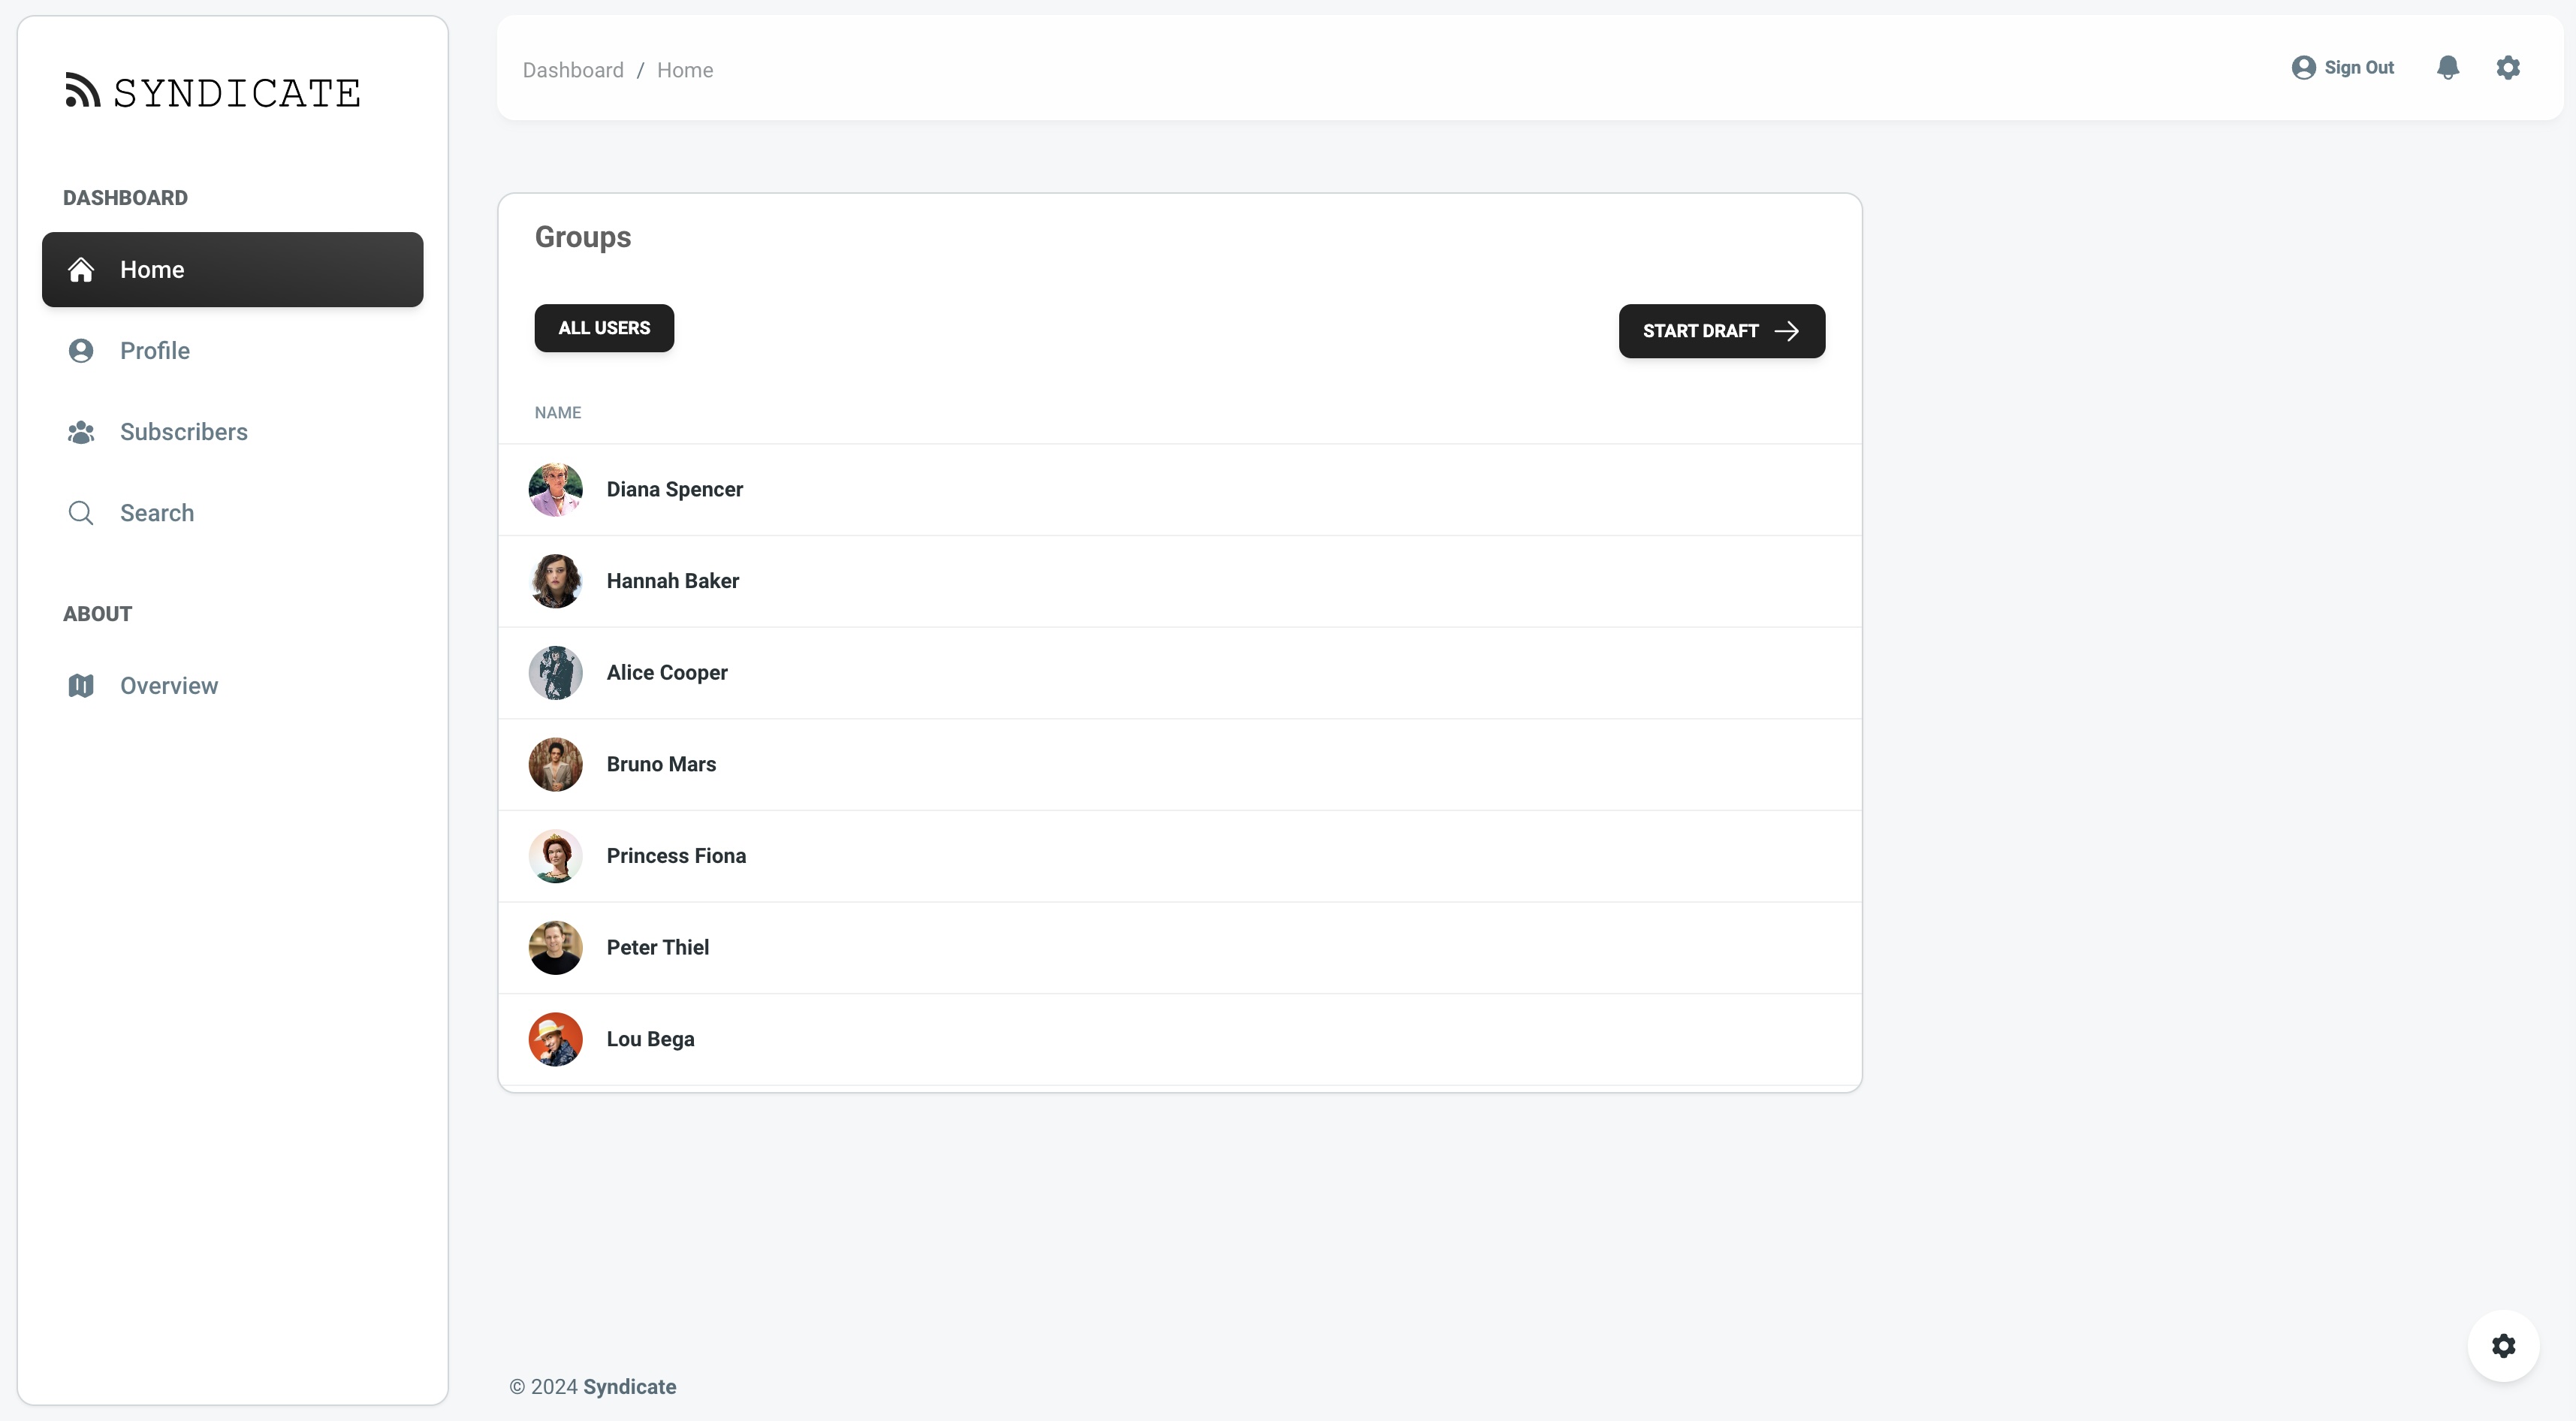 SYNDICATE
DASHBOARD
Home
Profile
Subscribers
Search
ABOUT
Overview
Dashboard / Home
Sign Out
Groups
ALL USERS
START DRAFT
NAME
Diana Spencer
Hannah Baker
Alice Cooper
Bruno Mars
Princess Fiona
Peter Thiel
Lou Bega
© 2024 Syndicate